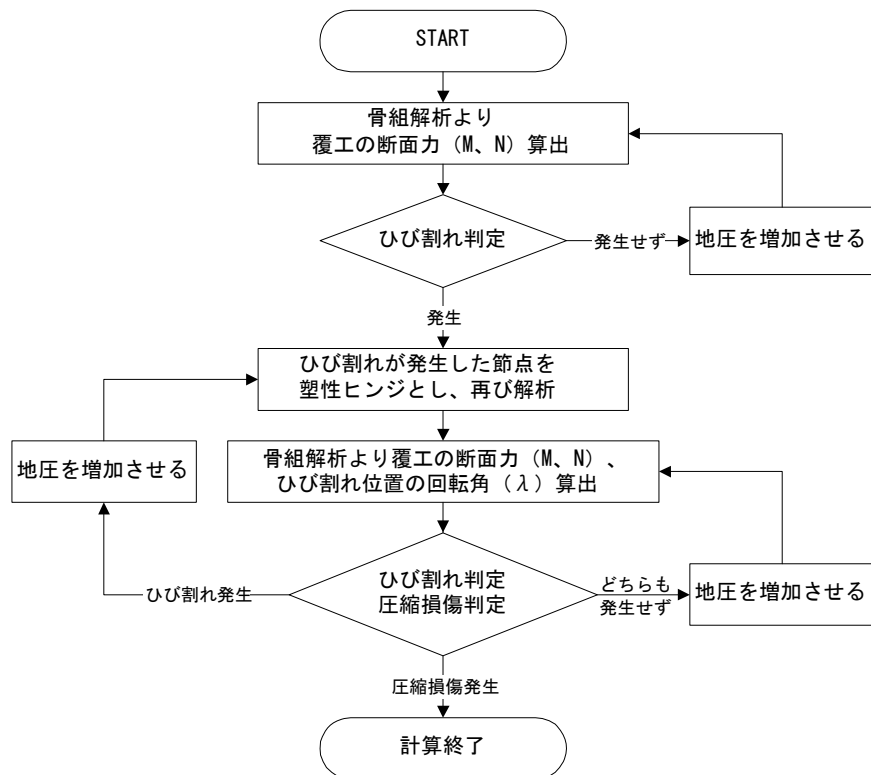 START
骨組解析より
覆工の断面力（M、N）算出
ひび割れ判定
発生せず
地圧を増加させる
発生
ひび割れが発生した節点を
塑性ヒンジとし、再び解析
地圧を増加させる
骨組解析より覆工の断面力（M、N）、
ひび割れ位置の回転角（λ）算出
ひび割れ発生
ひび割れ判定
圧縮損傷判定
どちらも
発生せず
地圧を増加させる
圧縮損傷発生
計算終了